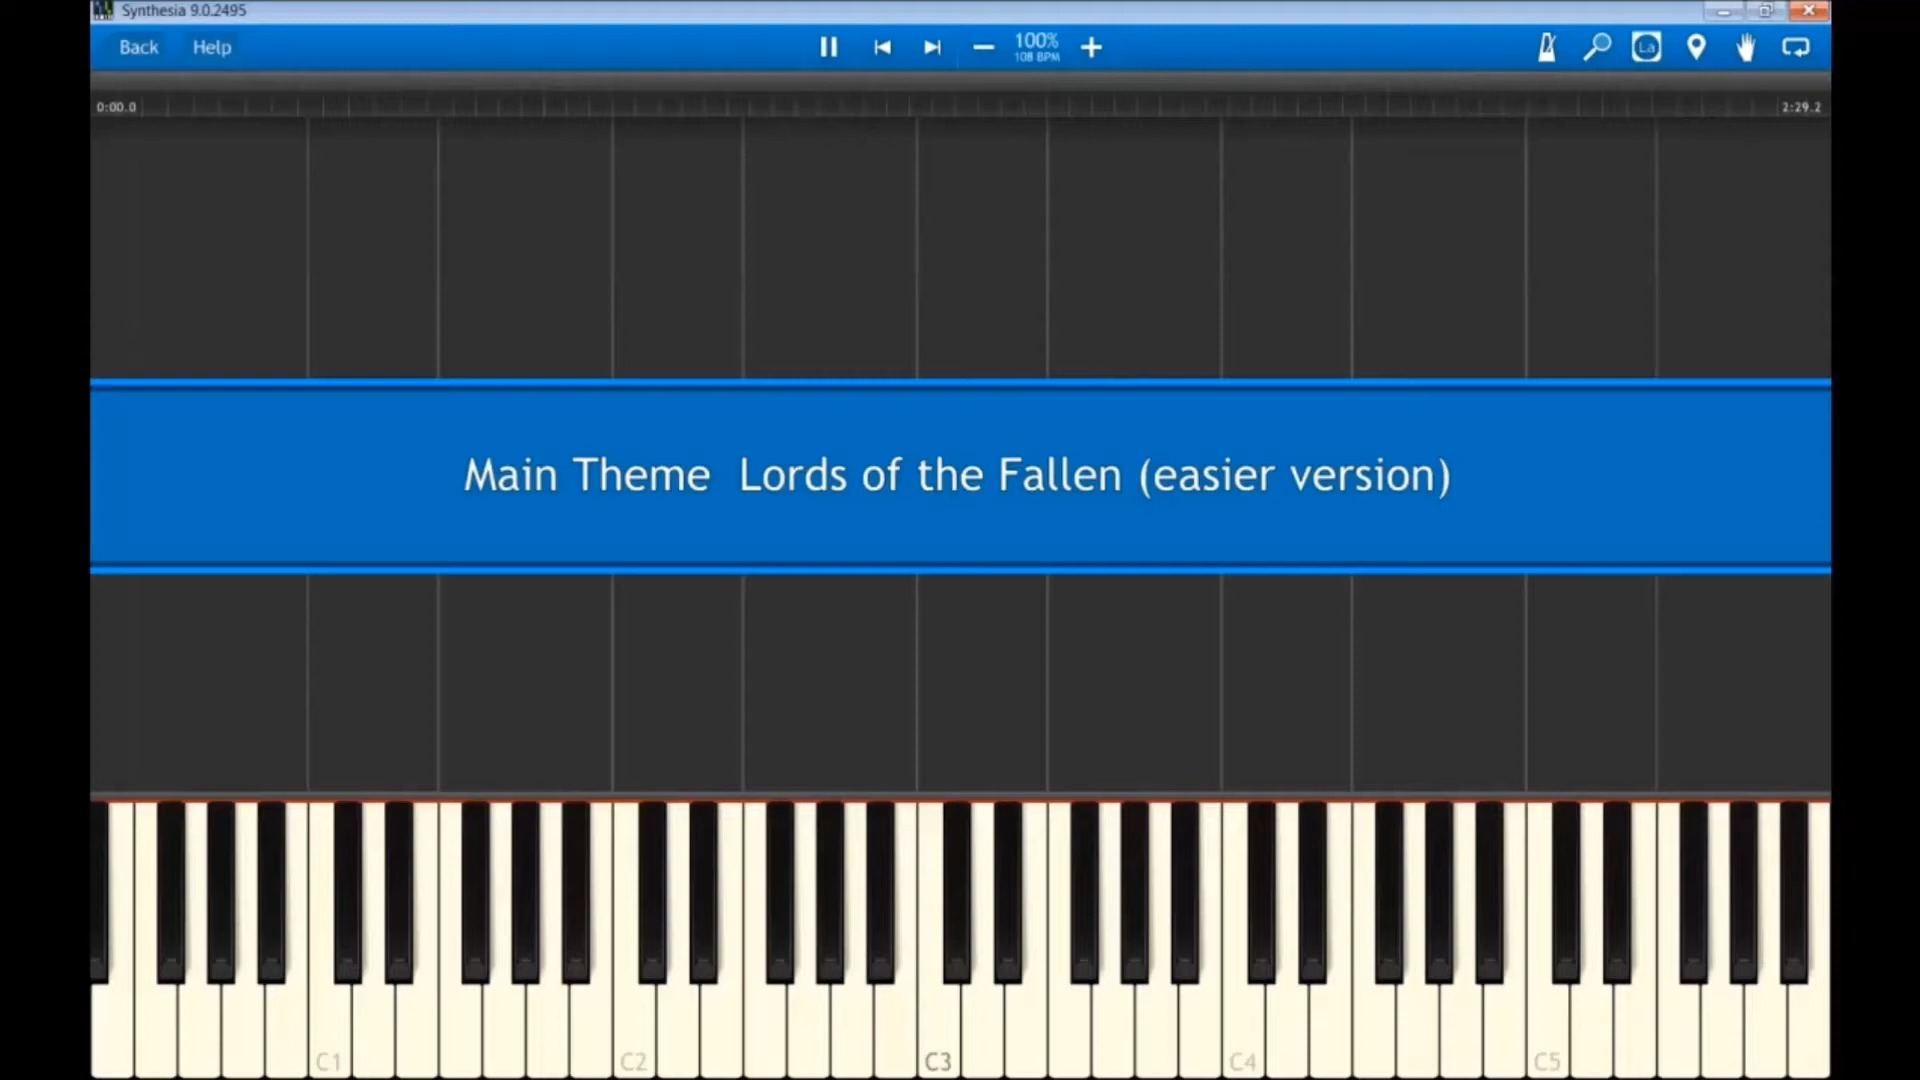 Synthesia 9.0.2495
Back Help 100%
108 BPM
La
0:00.0 2:29.2
Main Theme  Lords of the Fallen (easier version)
C1 C2 C3 C4 C5